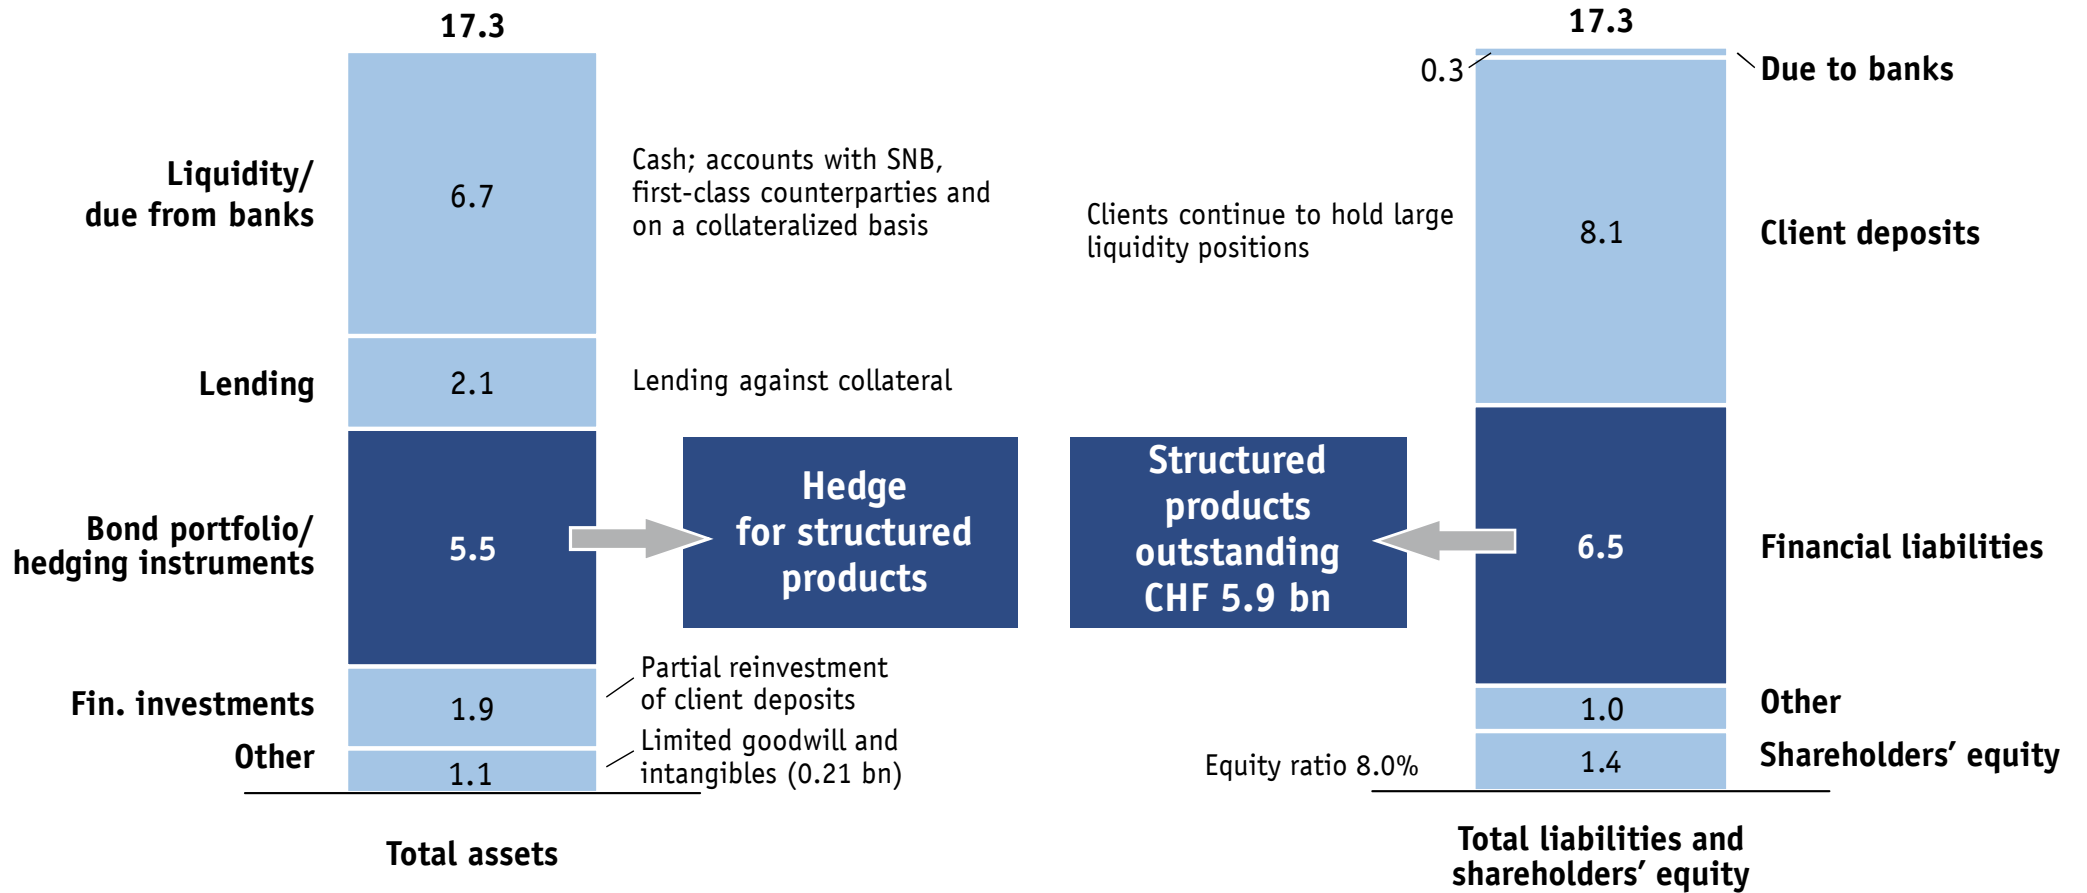 17.3
Liquidity/
due from banks
6.7
Cash; accounts with SNB,
first-class counterparties and
on a collateralized basis
Lending
2.1
Lending against collateral
Bond portfolio/
hedging instruments
5.5
Hedge
for structured
products
Fin. investments
1.9
Partial reinvestment
of client deposits
Other
1.1
Limited goodwill and
intangibles (0.21 bn)
Total assets
17.3
0.3
Due to banks
Clients continue to hold large
liquidity positions
8.1
Client deposits
Structured
products
outstanding
CHF 5.9 bn
6.5
Financial liabilities
1.0
Other
Equity ratio 8.0%
1.4
Shareholders’ equity
Total liabilities and
shareholders’ equity